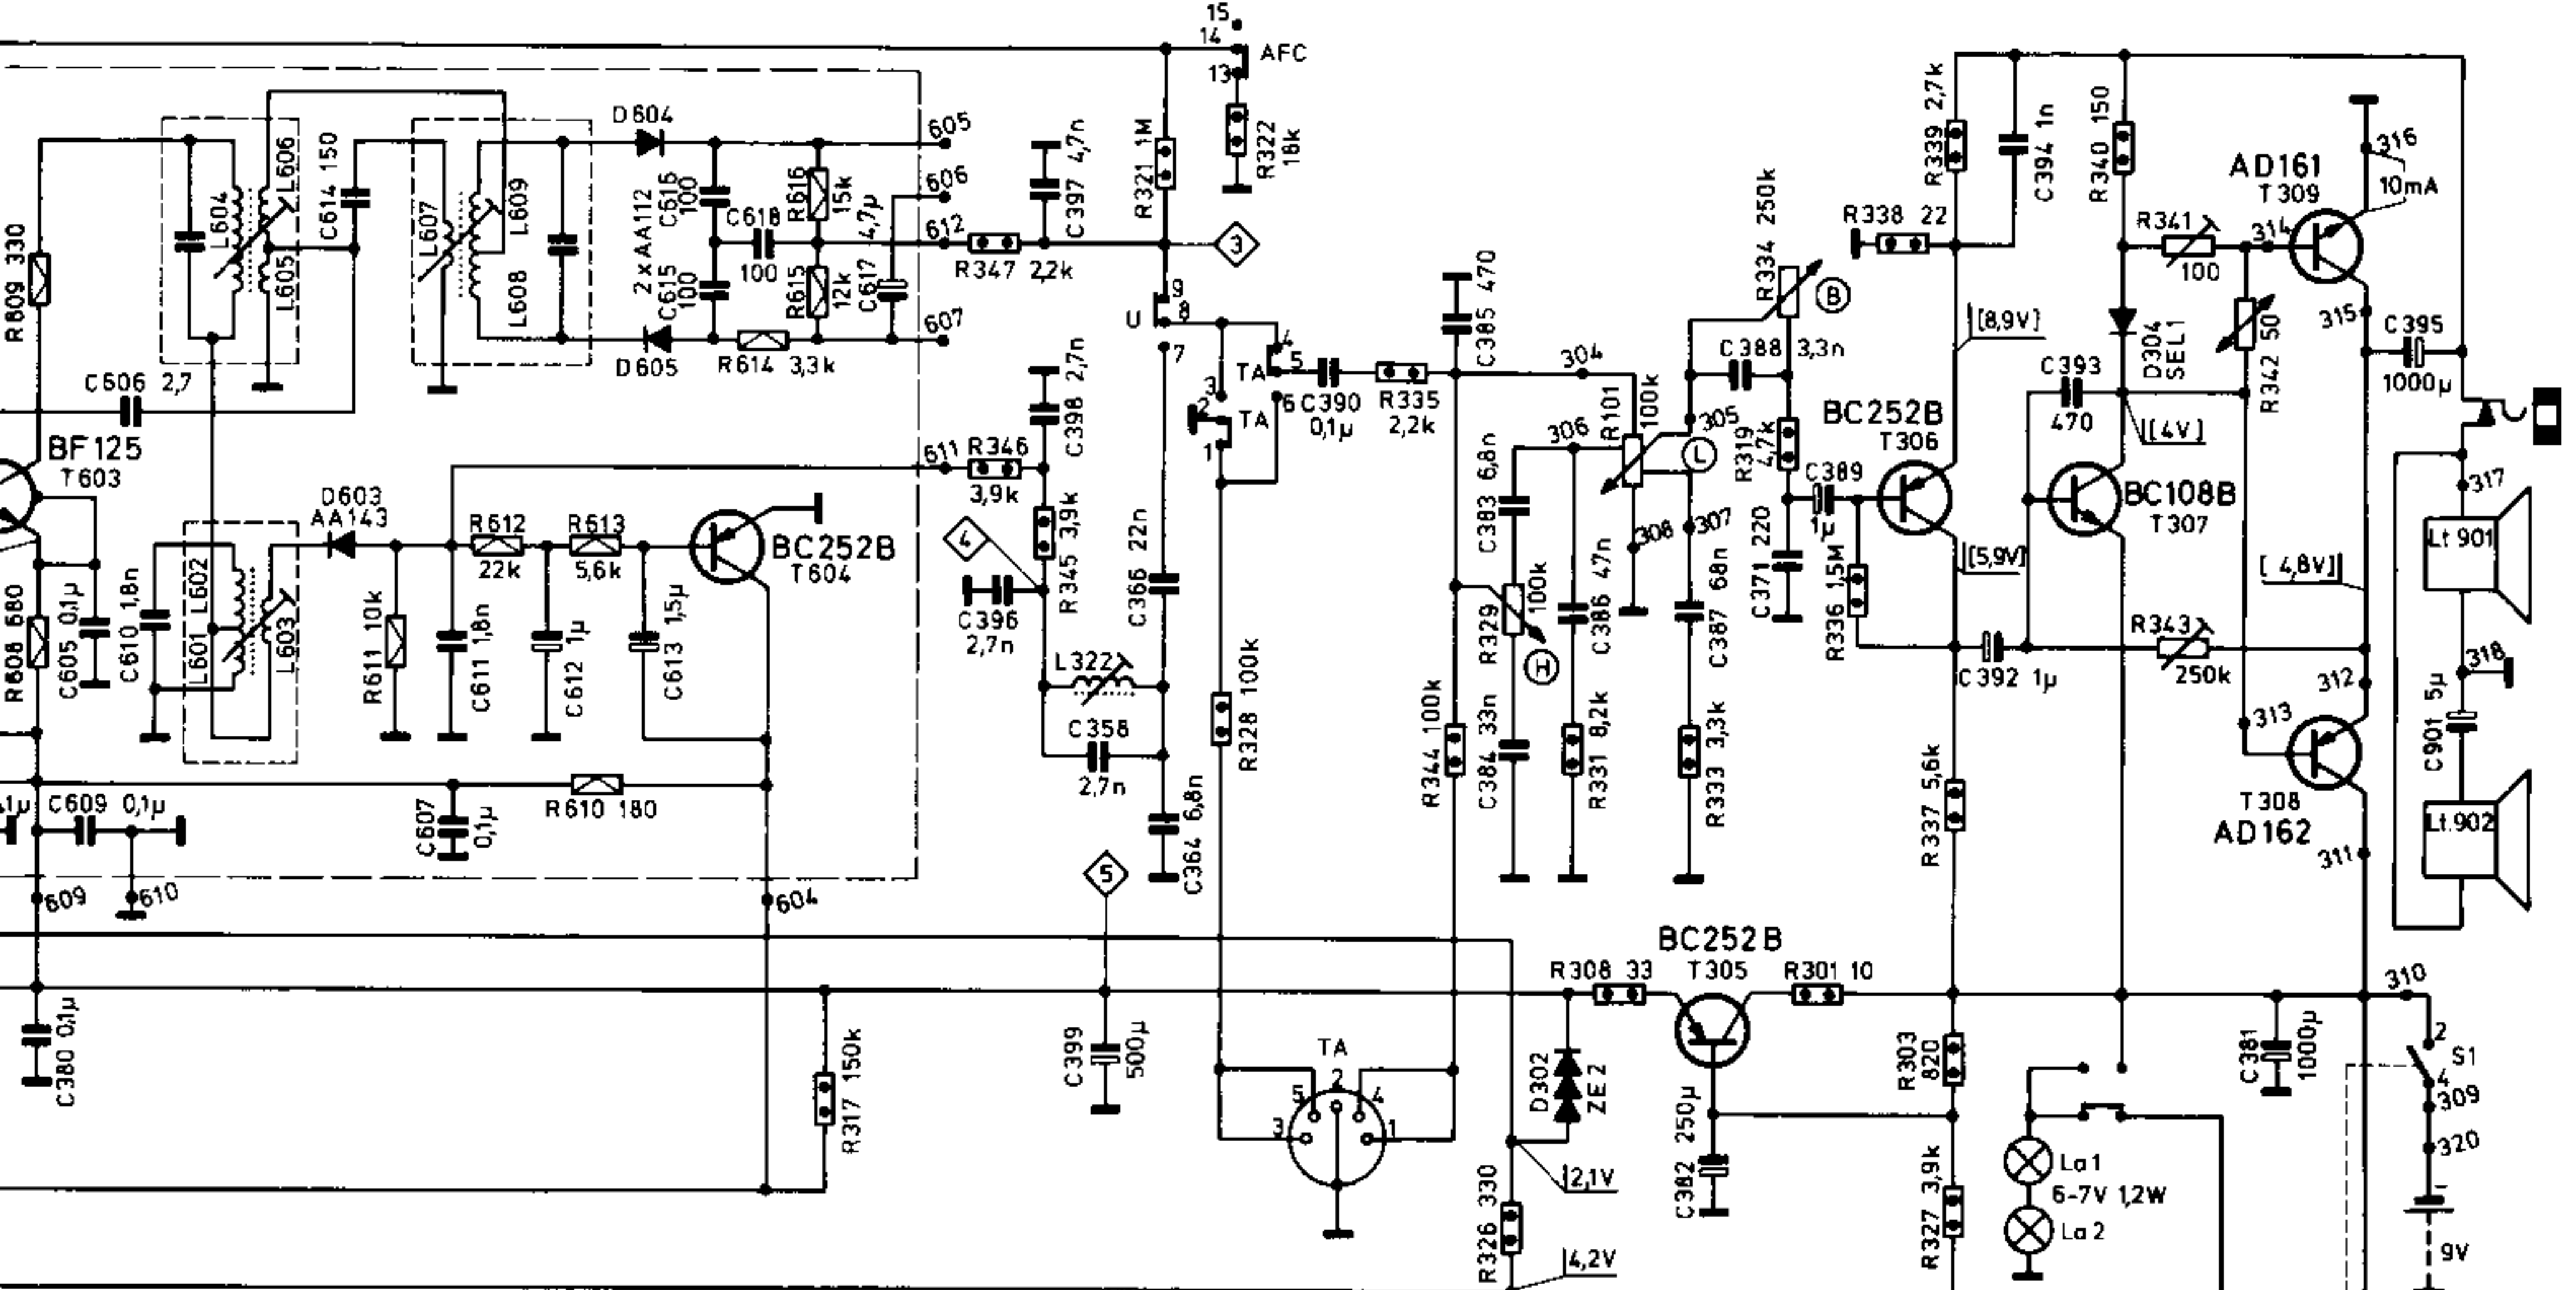 15
14
AFC
13
R322
18k
R321 1M
C397 4,7n
D604
605
606
612
607
611
2xAA112
C616
100
C618
100
C615
100
R616
15k
R615
12k
4,7µ
C617
R347 22k
3
D605
R614 3,3k
R609 330
L604
L606
L605
C614 150
L607
L609
L608
C606 2,7
BF125
T603
D603
AA143
R612
22k
R613
5,6k
BC252B
T604
R608 680
C605 0,1µ
C610 1,8n
L602
L601
L603
R611 10k
C611 1,8n
C612 1µ
C613 1,5µ
C609 0,1µ
C607
0,1µ
R610 180
609
610
604
C380 0,1µ
R317 150k
U
9
8
7
4
5
6
3
2
1
TA
TA
C398 2,7n
R346
3,9k
R345 3,9k
4
C396
2,7n
L322
C358
2,7n
C366 22n
C364 6,8n
5
C399
500µ
R328 100k
C390
0,1µ
R335
2,2k
C385 470
304
R101
100k
306
305
L
308
307
C383 6,8n
R329
100k
H
C384 33n
R344 100k
C386 47n
R331 8,2k
C387 68n
R333 3,3k
R334 250k
B
C388 3,3n
R319
4,7k
C371 220
C389
1µ
R336 1,5M
R338 22
R339 2,7k
C394 1n
R340 150
BC252B
T306
[8,9V]
[5,9V]
C393
470
D304
SEL1
[4V]
BC108B
T307
C392 1µ
R343
250k
R341
100
R342 50
314
AD161
T309
316
10mA
315
C395
1000µ
[4,8V]
312
313
T308
AD162
311
317
Lt 901
318
C901 5µ
Lt.902
R337 5,6k
BC252B
T305
R308 33
R301 10
D302
ZE2
C382 250µ
R303
820
R327 3,9k
R326 330
2,1V
4,2V
TA
5
2
4
3
1
La1
6-7V 1,2W
La2
C381
1000µ
310
2
S1
4
309
320
9V